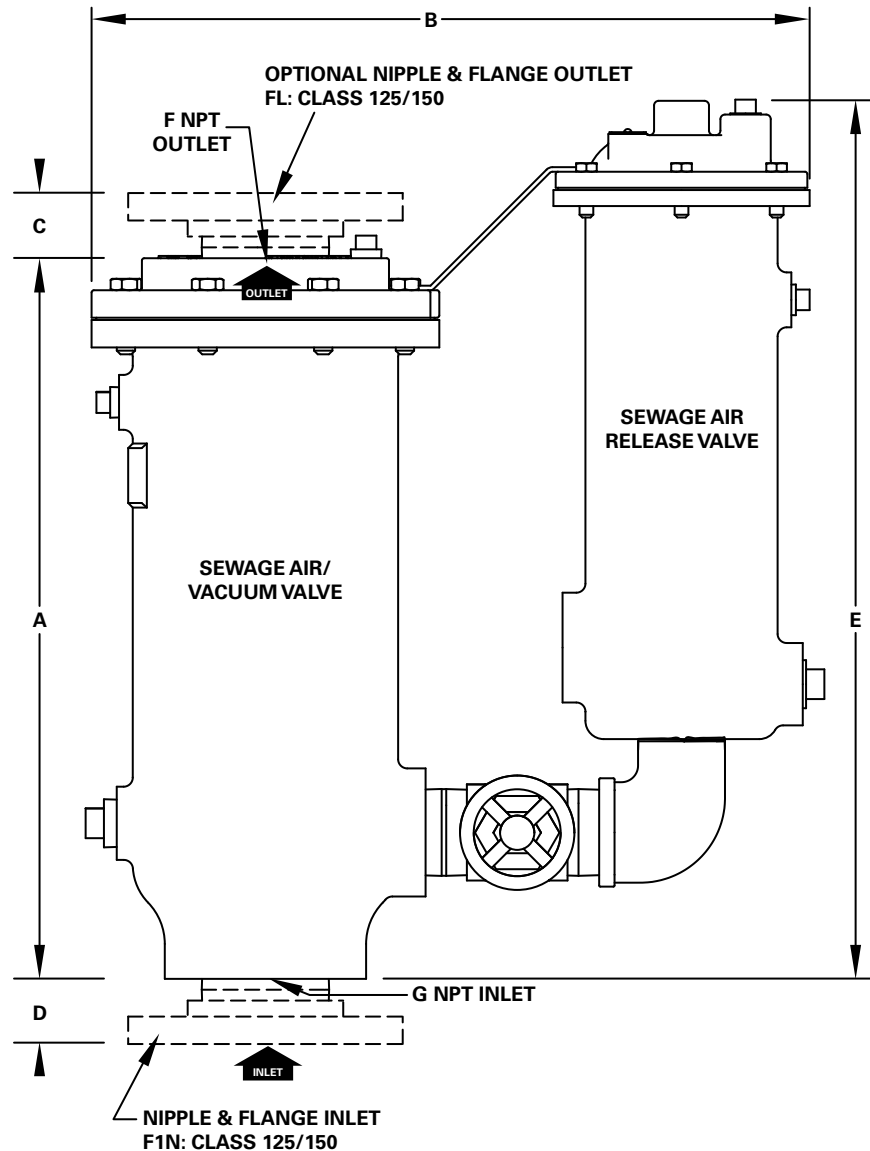 B
OPTIONAL NIPPLE & FLANGE OUTLET
FL: CLASS 125/150
F NPT
OUTLET
C
OUTLET
SEWAGE AIR
RELEASE VALVE
SEWAGE AIR/
VACUUM VALVE
A
E
G NPT INLET
D
INLET
NIPPLE & FLANGE INLET
F1N: CLASS 125/150